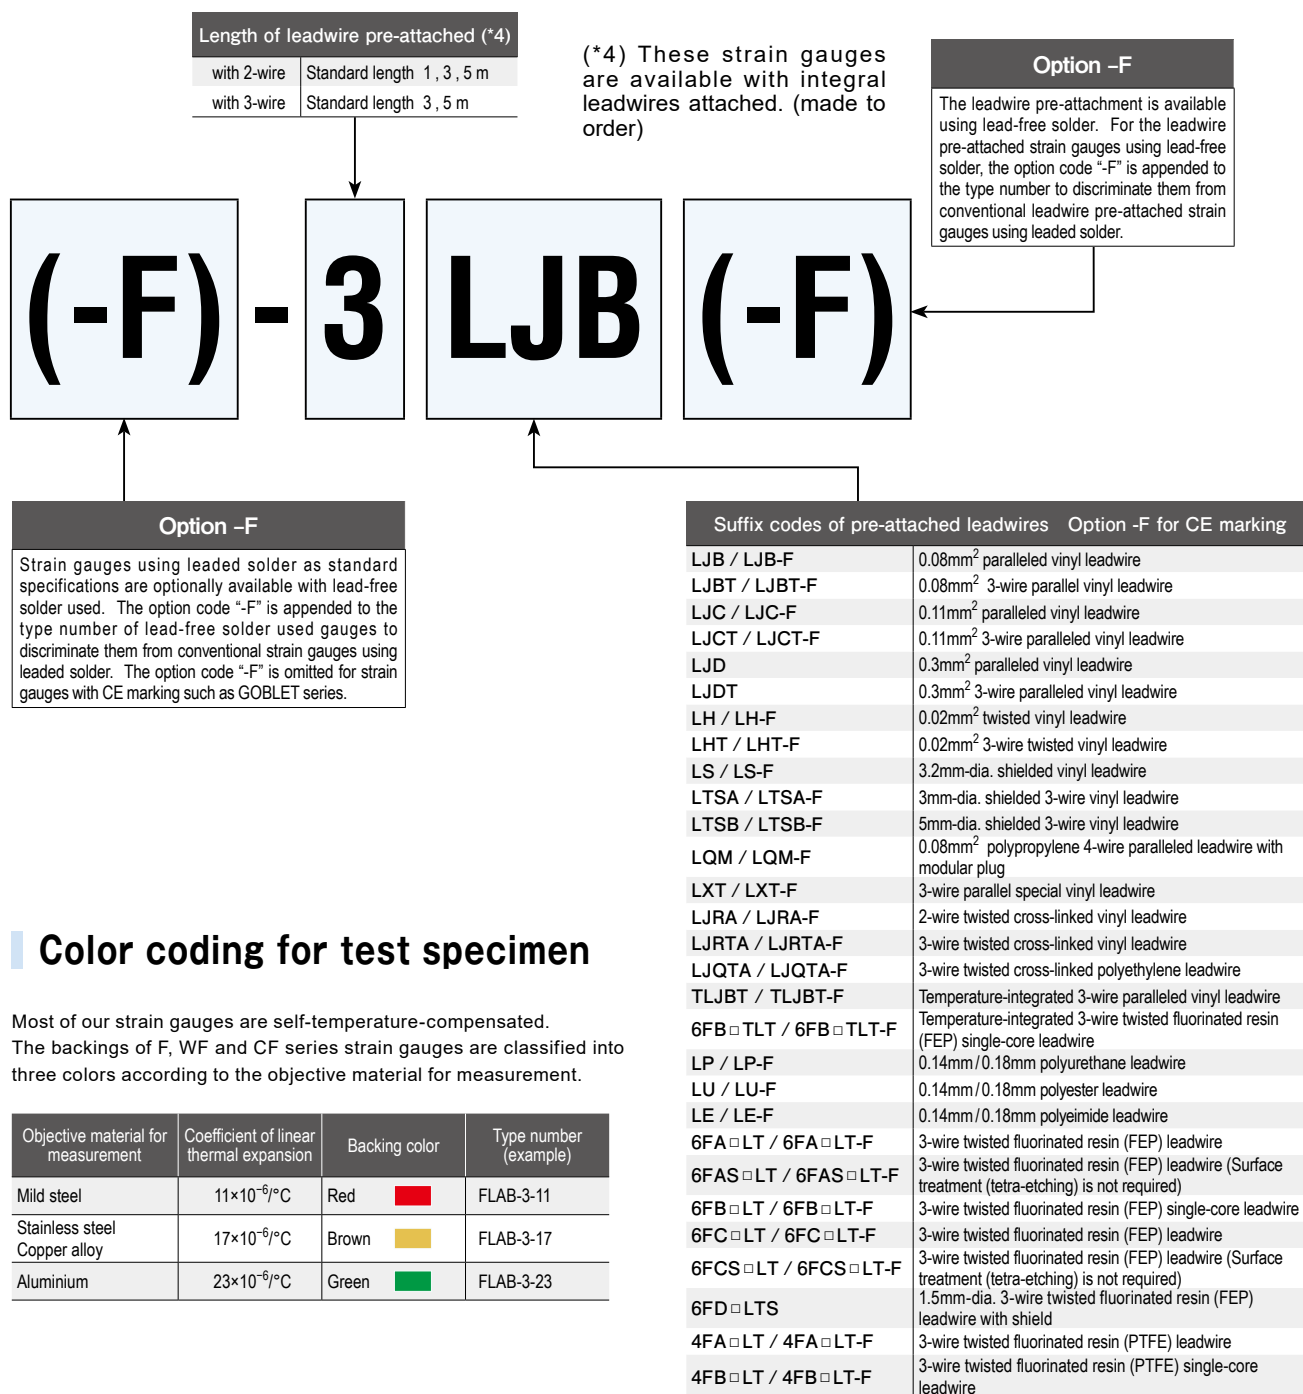 Length of leadwire pre-attached (*4)
with 2-wire Standard length 1 , 3 , 5 m
with 3-wire Standard length 3 , 5 m
(*4) These strain gauges
are available with integral
leadwires attached. (made to
order)
Option –F
The leadwire pre-attachment is available
using lead-free solder. For the leadwire
pre-attached strain gauges using lead-free
solder, the option code “-F” is appended to
the type number to discriminate them from
conventional leadwire pre-attached strain
gauges using leaded solder.
(-F) - 3 LJB (-F)
Option –F
Strain gauges using leaded solder as standard
specifications are optionally available with lead-free
solder used. The option code “-F” is appended to the
type number of lead-free solder used gauges to
discriminate them from conventional strain gauges using
leaded solder. The option code “-F” is omitted for strain
gauges with CE marking such as GOBLET series.
Suffix codes of pre-attached leadwires Option -F for CE marking
LJB / LJB-F 0.08mm² paralleled vinyl leadwire
LJBT / LJBT-F 0.08mm² 3-wire parallel vinyl leadwire
LJC / LJC-F 0.11mm² paralleled vinyl leadwire
LJCT / LJCT-F 0.11mm² 3-wire paralleled vinyl leadwire
LJD 0.3mm² paralleled vinyl leadwire
LJDT 0.3mm² 3-wire paralleled vinyl leadwire
LH / LH-F 0.02mm² twisted vinyl leadwire
LHT / LHT-F 0.02mm² 3-wire twisted vinyl leadwire
LS / LS-F 3.2mm-dia. shielded vinyl leadwire
LTSA / LTSA-F 3mm-dia. shielded 3-wire vinyl leadwire
LTSB / LTSB-F 5mm-dia. shielded 3-wire vinyl leadwire
LQM / LQM-F 0.08mm² polypropylene 4-wire paralleled leadwire with
modular plug
LXT / LXT-F 3-wire parallel special vinyl leadwire
LJRA / LJRA-F 2-wire twisted cross-linked vinyl leadwire
LJRTA / LJRTA-F 3-wire twisted cross-linked vinyl leadwire
LJQTA / LJQTA-F 3-wire twisted cross-linked polyethylene leadwire
TLJBT / TLJBT-F Temperature-integrated 3-wire paralleled vinyl leadwire
6FB□TLT / 6FB□TLT-F Temperature-integrated 3-wire twisted fluorinated resin
(FEP) single-core leadwire
LP / LP-F 0.14mm/0.18mm polyurethane leadwire
LU / LU-F 0.14mm/0.18mm polyester leadwire
LE / LE-F 0.14mm/0.18mm polyeimide leadwire
6FA□LT / 6FA□LT-F 3-wire twisted fluorinated resin (FEP) leadwire
6FAS□LT / 6FAS□LT-F 3-wire twisted fluorinated resin (FEP) leadwire (Surface
treatment (tetra-etching) is not required)
6FB□LT / 6FB□LT-F 3-wire twisted fluorinated resin (FEP) single-core leadwire
6FC□LT / 6FC□LT-F 3-wire twisted fluorinated resin (FEP) leadwire
6FCS□LT / 6FCS□LT-F 3-wire twisted fluorinated resin (FEP) leadwire (Surface
treatment (tetra-etching) is not required)
6FD□LTS 1.5mm-dia. 3-wire twisted fluorinated resin (FEP)
leadwire with shield
4FA□LT / 4FA□LT-F 3-wire twisted fluorinated resin (PTFE) leadwire
4FB□LT / 4FB□LT-F 3-wire twisted fluorinated resin (PTFE) single-core
leadwire
Color coding for test specimen
Most of our strain gauges are self-temperature-compensated.
The backings of F, WF and CF series strain gauges are classified into
three colors according to the objective material for measurement.
Objective material for measurement Coefficient of linear thermal expansion Backing color Type number (example)
Mild steel 11×10⁻⁶/°C Red FLAB-3-11
Stainless steel
Copper alloy 17×10⁻⁶/°C Brown FLAB-3-17
Aluminium 23×10⁻⁶/°C Green FLAB-3-23